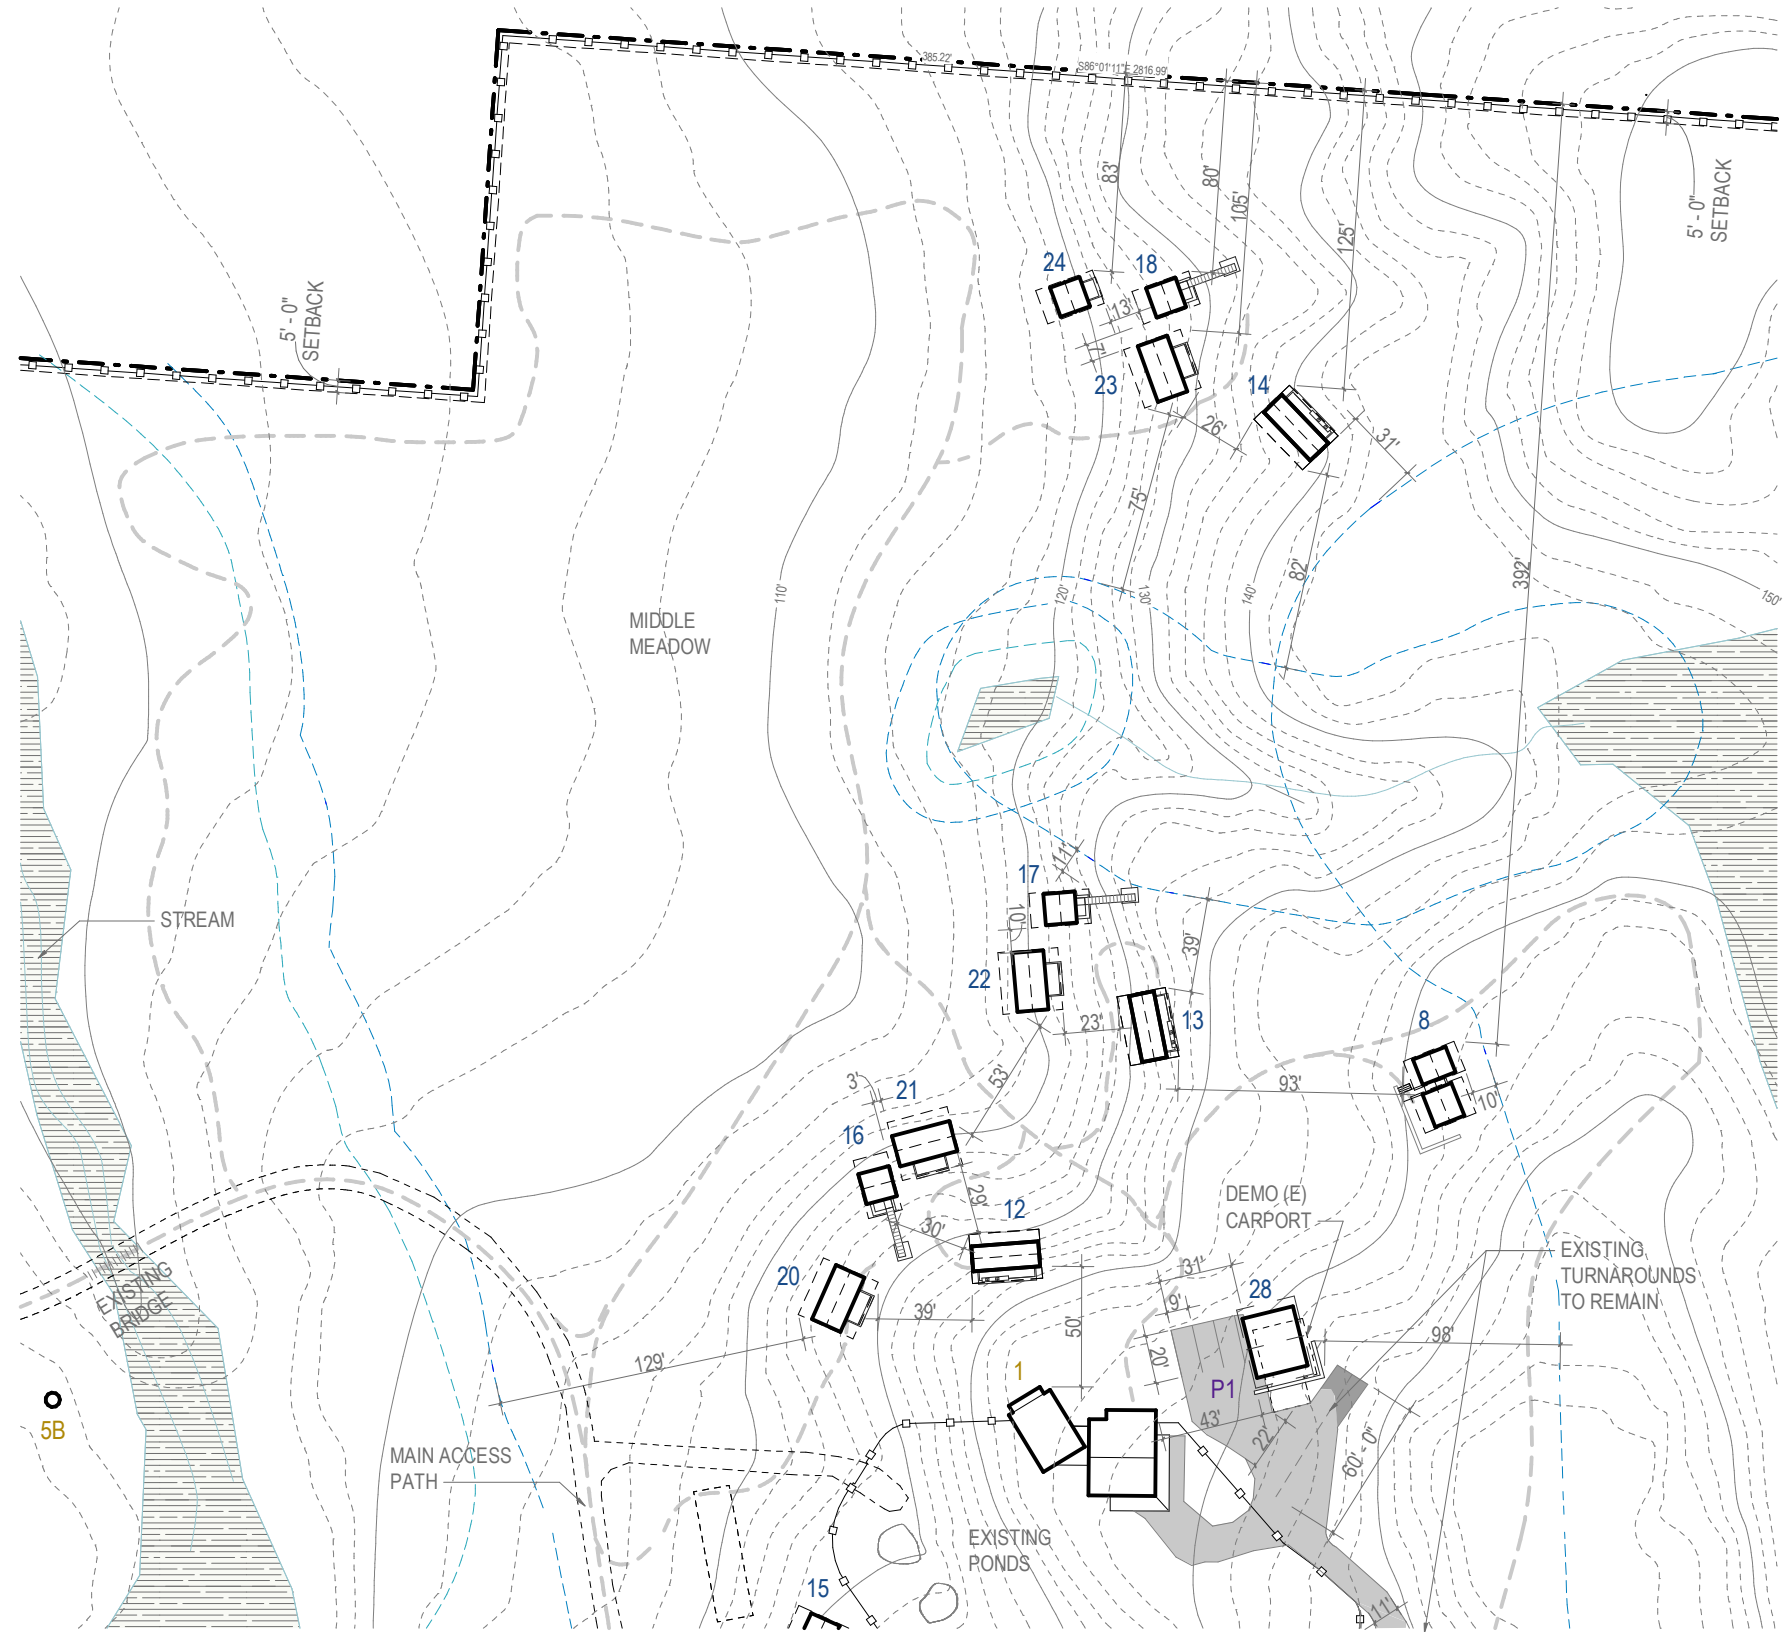 385.22'
S86°01'11"E 2816.99'
83'
80'
105'
125'
5' - 0"
SETBACK
5' - 0"
SETBACK
24
18
13'
7'
23
14
26'
31'
75'
82'
392'
110'
120'
130'
140'
150'
MIDDLE
MEADOW
17
11'
10'
22
39'
23'
13
8
STREAM
53'
93'
10'
3'
21
16
29'
12
30'
DEMO (E)
CARPORT
EXISTING
TURNAROUNDS
TO REMAIN
EXISTING
BRIDGE
20
39'
31'
28
9'
50'
20'
98'
129'
1
P1
43'
22'
60' - 0"
5B
MAIN ACCESS
PATH
EXISTING
PONDS
15
11'